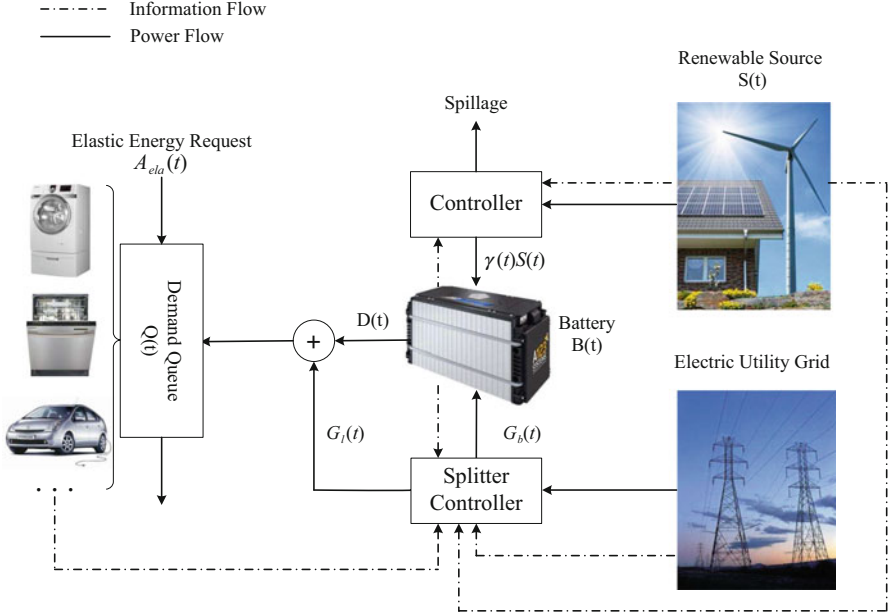 Information Flow
Power Flow
Renewable Source
S(t)
Spillage
Elastic Energy Request
A_ela(t)
Controller
γ(t)S(t)
Demand Queue
Q(t)
D(t)
+
Battery
B(t)
A123
Electric Utility Grid
G_l(t)
G_b(t)
Splitter
Controller
. . .